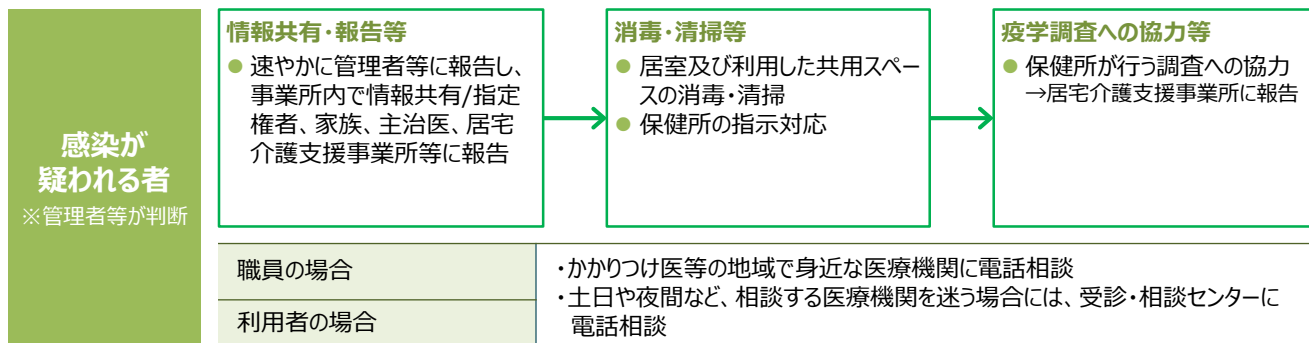 感染が
疑われる者
※管理者等が判断
情報共有・報告等
● 速やかに管理者等に報告し、
事業所内で情報共有/指定
権者、家族、主治医、居宅
介護支援事業所等に報告
消毒・清掃等
● 居室及び利用した共用スペー
スの消毒・清掃
● 保健所の指示対応
疫学調査への協力等
● 保健所が行う調査への協力
→居宅介護支援事業所に報告
職員の場合
利用者の場合
・かかりつけ医等の地域で身近な医療機関に電話相談
・土日や夜間など、相談する医療機関を迷う場合には、受診・相談センターに
電話相談